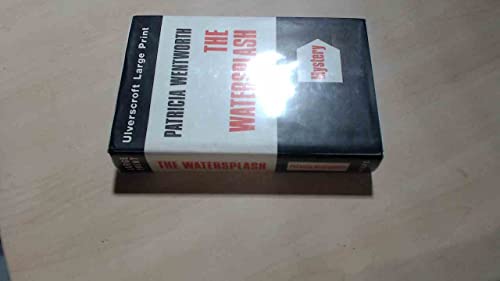 Ulverscroft Large Print
PATRICIA WENTWORTH
THE
WATERSPLASH
Mystery
THE WATERSPLASH